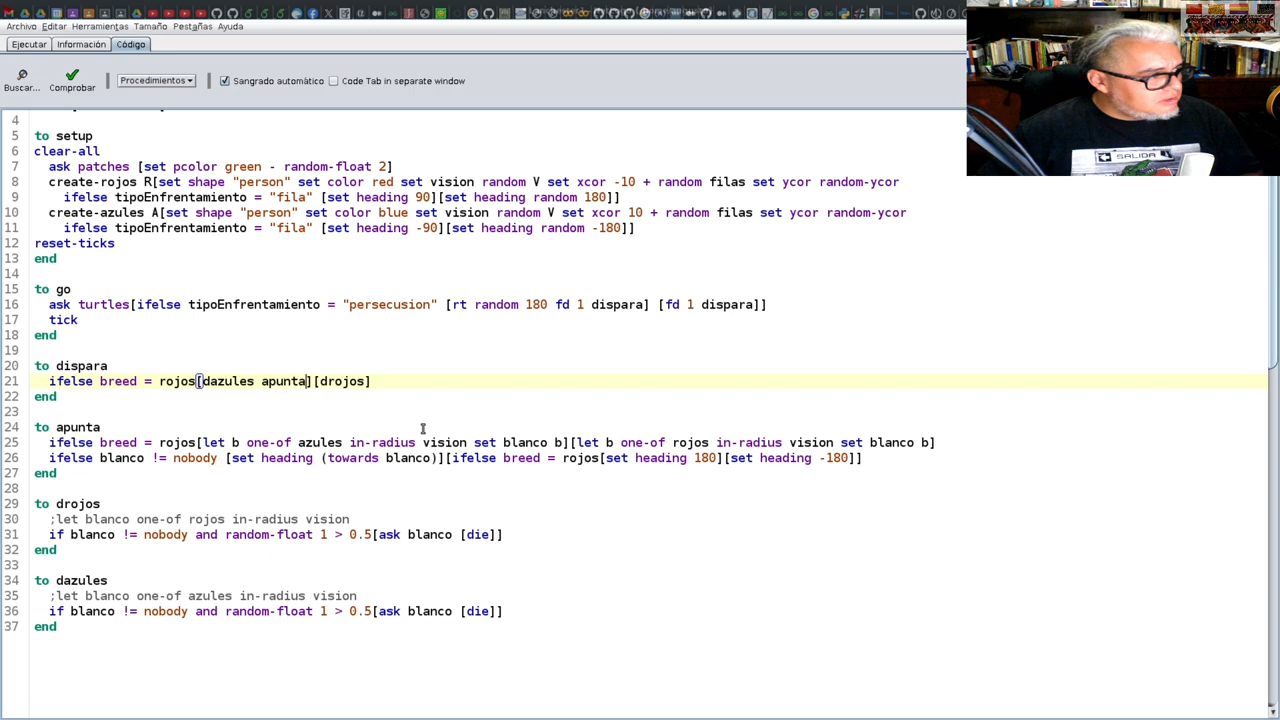 Archivo Editar Herramientas Tamaño Pestañas Ayuda
Ejecutar Información Código
Buscar... Comprobar Procedimientos Sangrado automático Code Tab in separate window
SALIDA
4
5 to setup
6 clear-all
7 ask patches [set pcolor green - random-float 2]
8 create-rojos R[set shape "person" set color red set vision random V set xcor -10 + random filas set ycor random-ycor
9 ifelse tipoEnfrentamiento = "fila" [set heading 90][set heading random 180]]
10 create-azules A[set shape "person" set color blue set vision random V set xcor 10 + random filas set ycor random-ycor
11 ifelse tipoEnfrentamiento = "fila" [set heading -90][set heading random -180]]
12 reset-ticks
13 end
14
15 to go
16 ask turtles[ifelse tipoEnfrentamiento = "persecusion" [rt random 180 fd 1 dispara] [fd 1 dispara]]
17 tick
18 end
19
20 to dispara
21 ifelse breed = rojos[dazules apunta][drojos]
22 end
23
24 to apunta
25 ifelse breed = rojos[let b one-of azules in-radius vision set blanco b][let b one-of rojos in-radius vision set blanco b]
26 ifelse blanco != nobody [set heading (towards blanco)][ifelse breed = rojos[set heading 180][set heading -180]]
27 end
28
29 to drojos
30 ;let blanco one-of rojos in-radius vision
31 if blanco != nobody and random-float 1 > 0.5[ask blanco [die]]
32 end
33
34 to dazules
35 ;let blanco one-of azules in-radius vision
36 if blanco != nobody and random-float 1 > 0.5[ask blanco [die]]
37 end